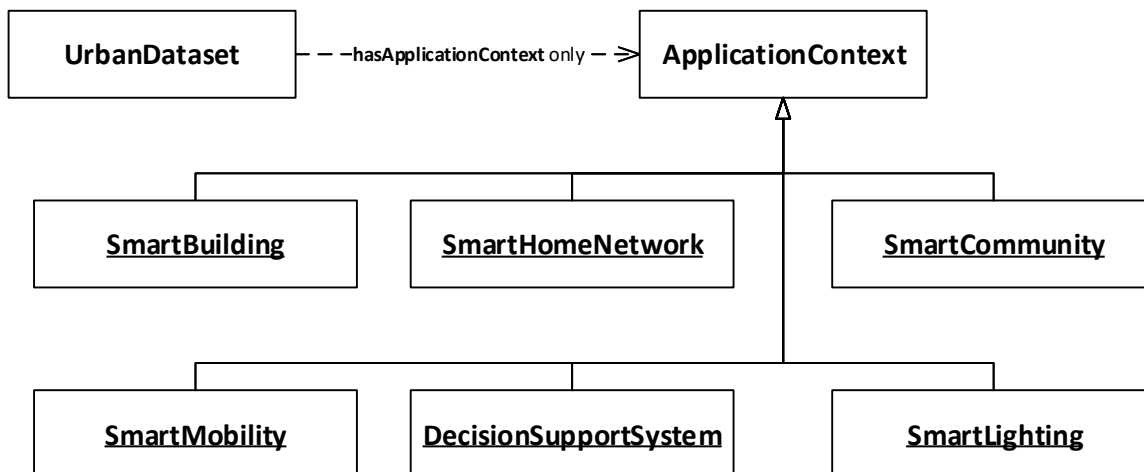 UrbanDataset
hasApplicationContext only
ApplicationContext
SmartBuilding
SmartHomeNetwork
SmartCommunity
SmartMobility
DecisionSupportSystem
SmartLighting